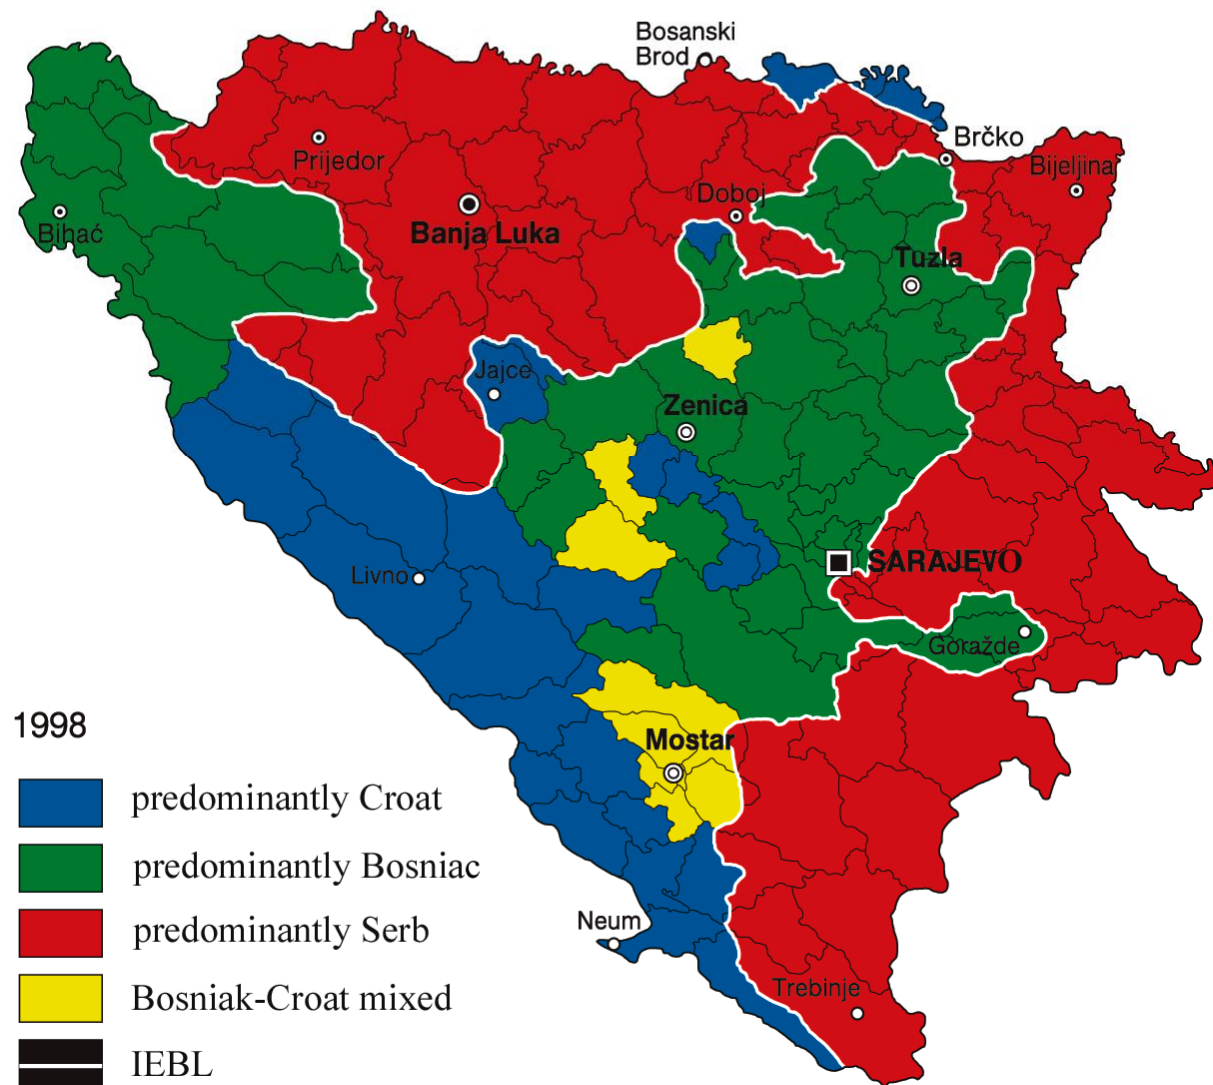 Bosanski
Brod
Brčko
Prijedor
Bijeljina
Doboj
Bihać
Banja Luka
Tuzla
Jajce
Zenica
SARAJEVO
Livno
Goražde
1998
Mostar
predominantly Croat
predominantly Bosniac
Neum
predominantly Serb
Trebinje
Bosniak-Croat mixed
IEBL